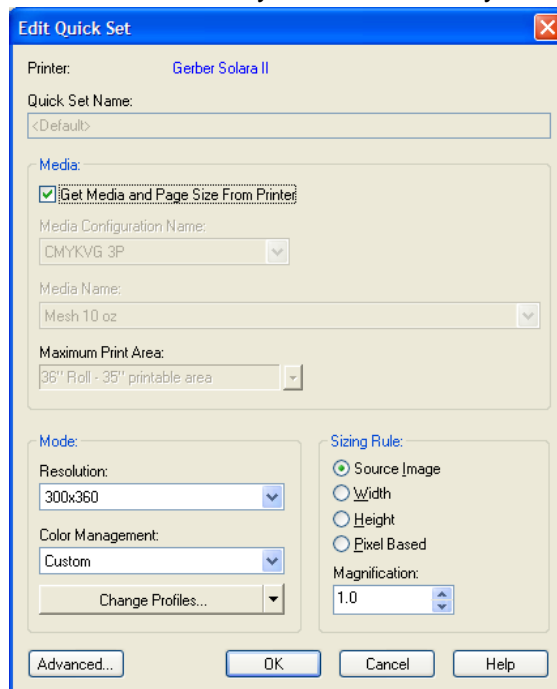 Edit Quick Set
Printer: Gerber Solara II
Quick Set Name:
<Default>
Media:
Get Media and Page Size From Printer
Media Configuration Name:
CMYKVG 3P
Media Name:
Mesh 10 oz
Maximum Print Area:
36" Roll - 35" printable area
Mode:
Resolution:
300x360
Color Management:
Custom
Change Profiles...
Sizing Rule:
Source Image
Width
Height
Pixel Based
Magnification:
1.0
Advanced... OK Cancel Help